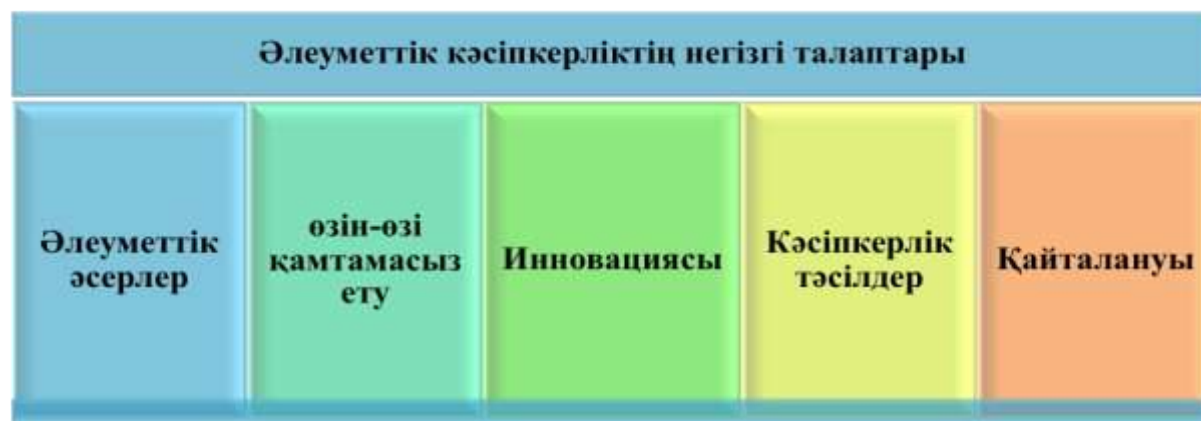 Әлеуметтік кәсіпкерліктің негізгі талаптары
Әлеуметтік
әсерлер
өзін-өзі
қамтамасыз
ету
Инновациясы
Кәсіпкерлік
тәсілдер
Қайталануы